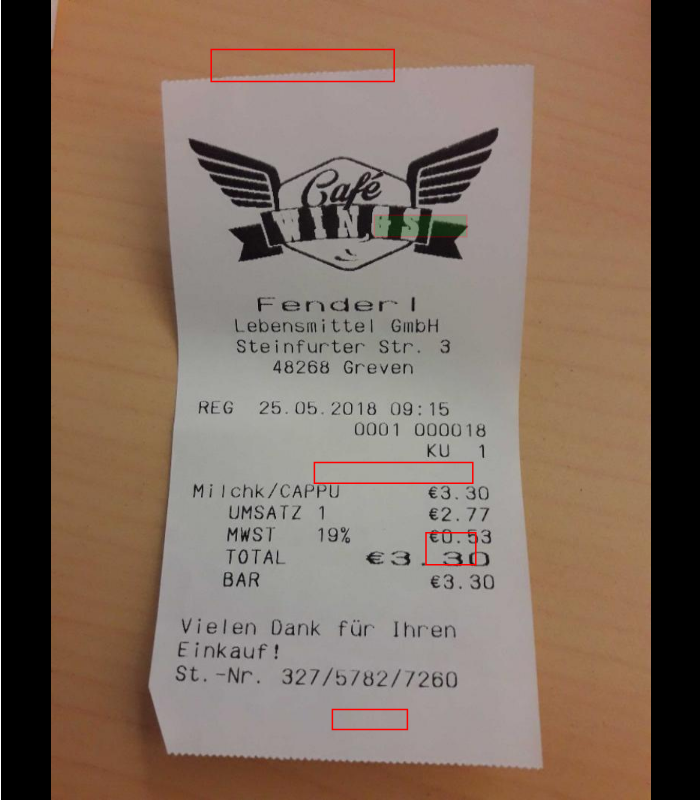 Café
WINGS
Fenderl
Lebensmittel GmbH
Steinfurter Str. 3
48268 Greven
REG 25.05.2018 09:15
0001 000018
KU 1
Milchk/CAPPU €3.30
UMSATZ 1 €2.77
MWST 19% €0.53
TOTAL €3.30
BAR €3.30
Vielen Dank für Ihren
Einkauf!
St.-Nr. 327/5782/7260